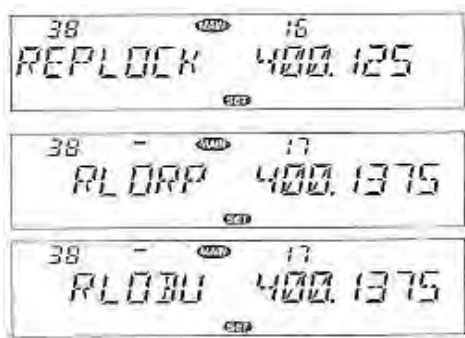 38 MAIN 16
REPLOCK 400.125
SET
38 - MAIN 17
RLORP 400.1375
SET
38 - MAIN 17
RLOBU 400.1375
SET